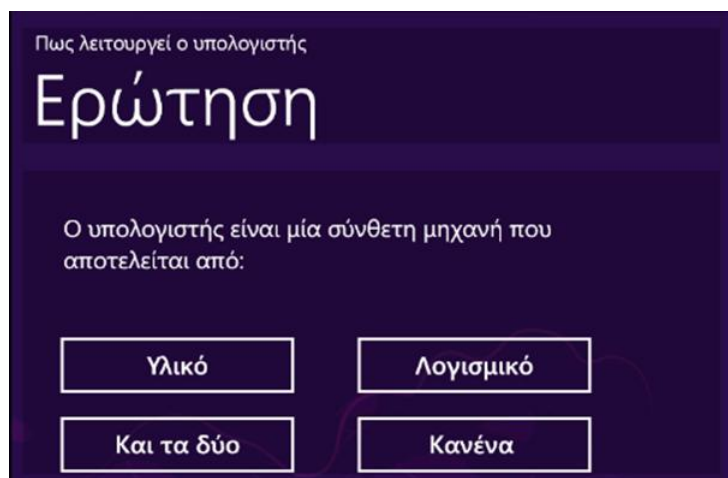 Πως λειτουργεί ο υπολογιστής
Ερώτηση
Ο υπολογιστής είναι μία σύνθετη μηχανή που
αποτελείται από:
Υλικό
Λογισμικό
Και τα δύο
Κανένα